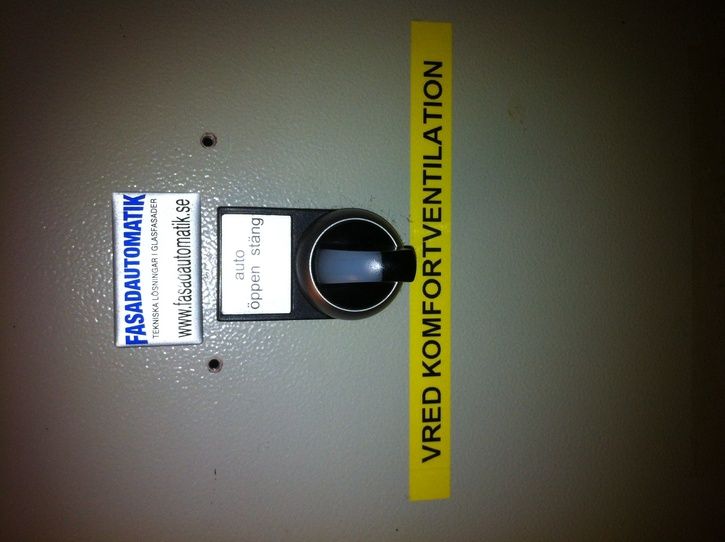 FASADAUTOMATIK
TEKNISKA LÖSNINGAR I GLASFASADER
www.fasadautomatik.se
auto
öppen stäng
VRED KOMFORTVENTILATION